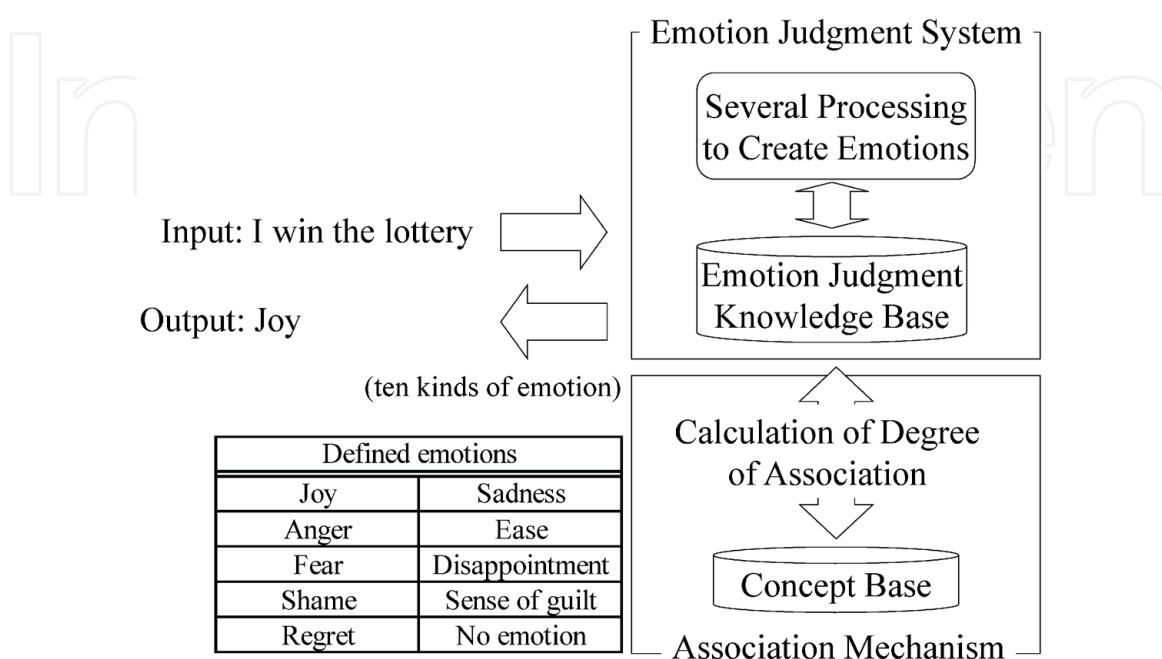 Emotion Judgment System
Several Processing
to Create Emotions
Input: I win the lottery
Emotion Judgment
Knowledge Base
Output: Joy
(ten kinds of emotion)
Defined emotions
Joy Sadness
Anger Ease
Fear Disappointment
Shame Sense of guilt
Regret No emotion
Calculation of Degree
of Association
Concept Base
Association Mechanism